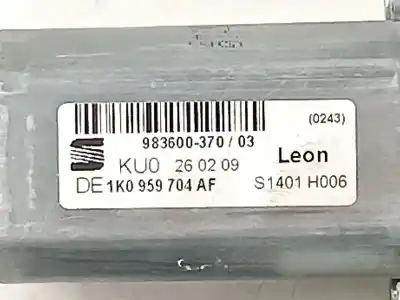 983600-370 / 03
(0243)
KU0 26 02 09
Leon
DE 1K0 959 704 AF
S1401 H006